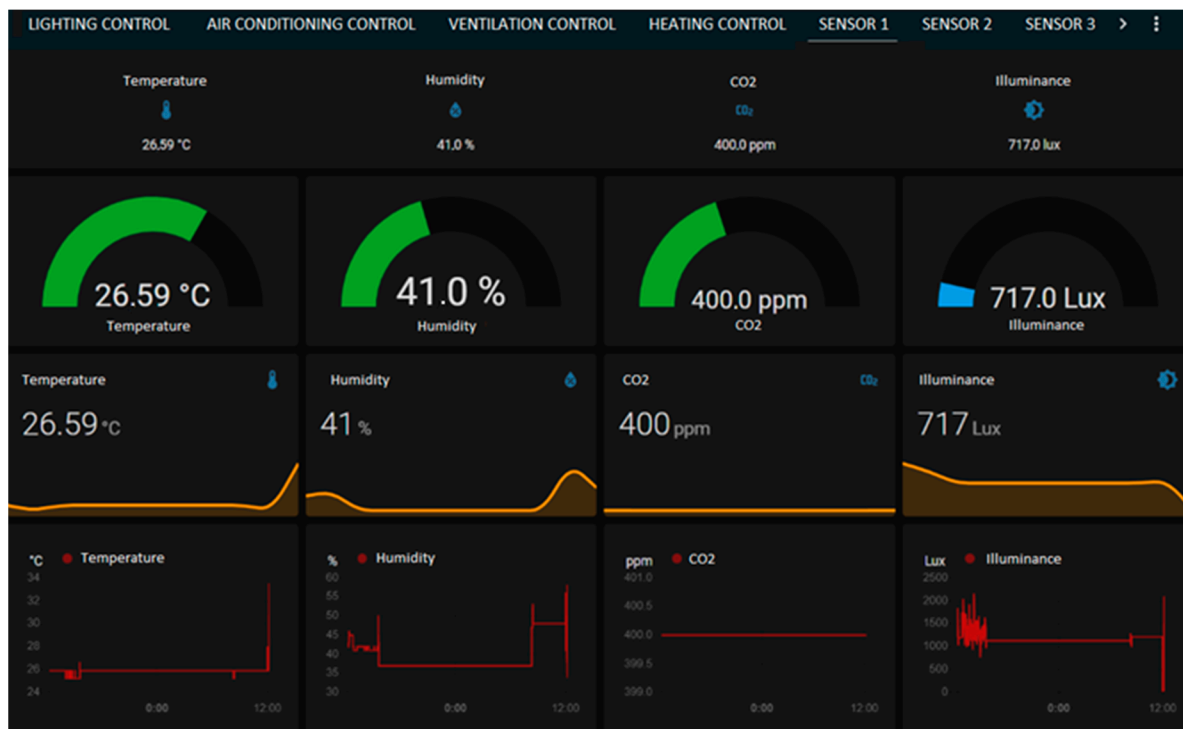 LIGHTING CONTROL AIR CONDITIONING CONTROL VENTILATION CONTROL HEATING CONTROL SENSOR 1 SENSOR 2 SENSOR 3 >
Temperature Humidity CO2 Illuminance
CO2
26.59 °C 41.0 % 400.0 ppm 717.0 lux
26.59 °C 41.0 % 400.0 ppm 717.0 Lux
Temperature Humidity CO2 Illuminance
Temperature Humidity CO2 CO2 Illuminance
26.59 °C 41 % 400 ppm 717 Lux
°C Temperature % Humidity ppm CO2 Lux Illuminance
34 60 401.0 2500
32 55 400.5 2000
30 50 400.0 1500
28 45 399.5 1000
26 40 399.0 500
24 35 0
30
0:00 12:00 0:00 12:00 0:00 12:00 0:00 12:00